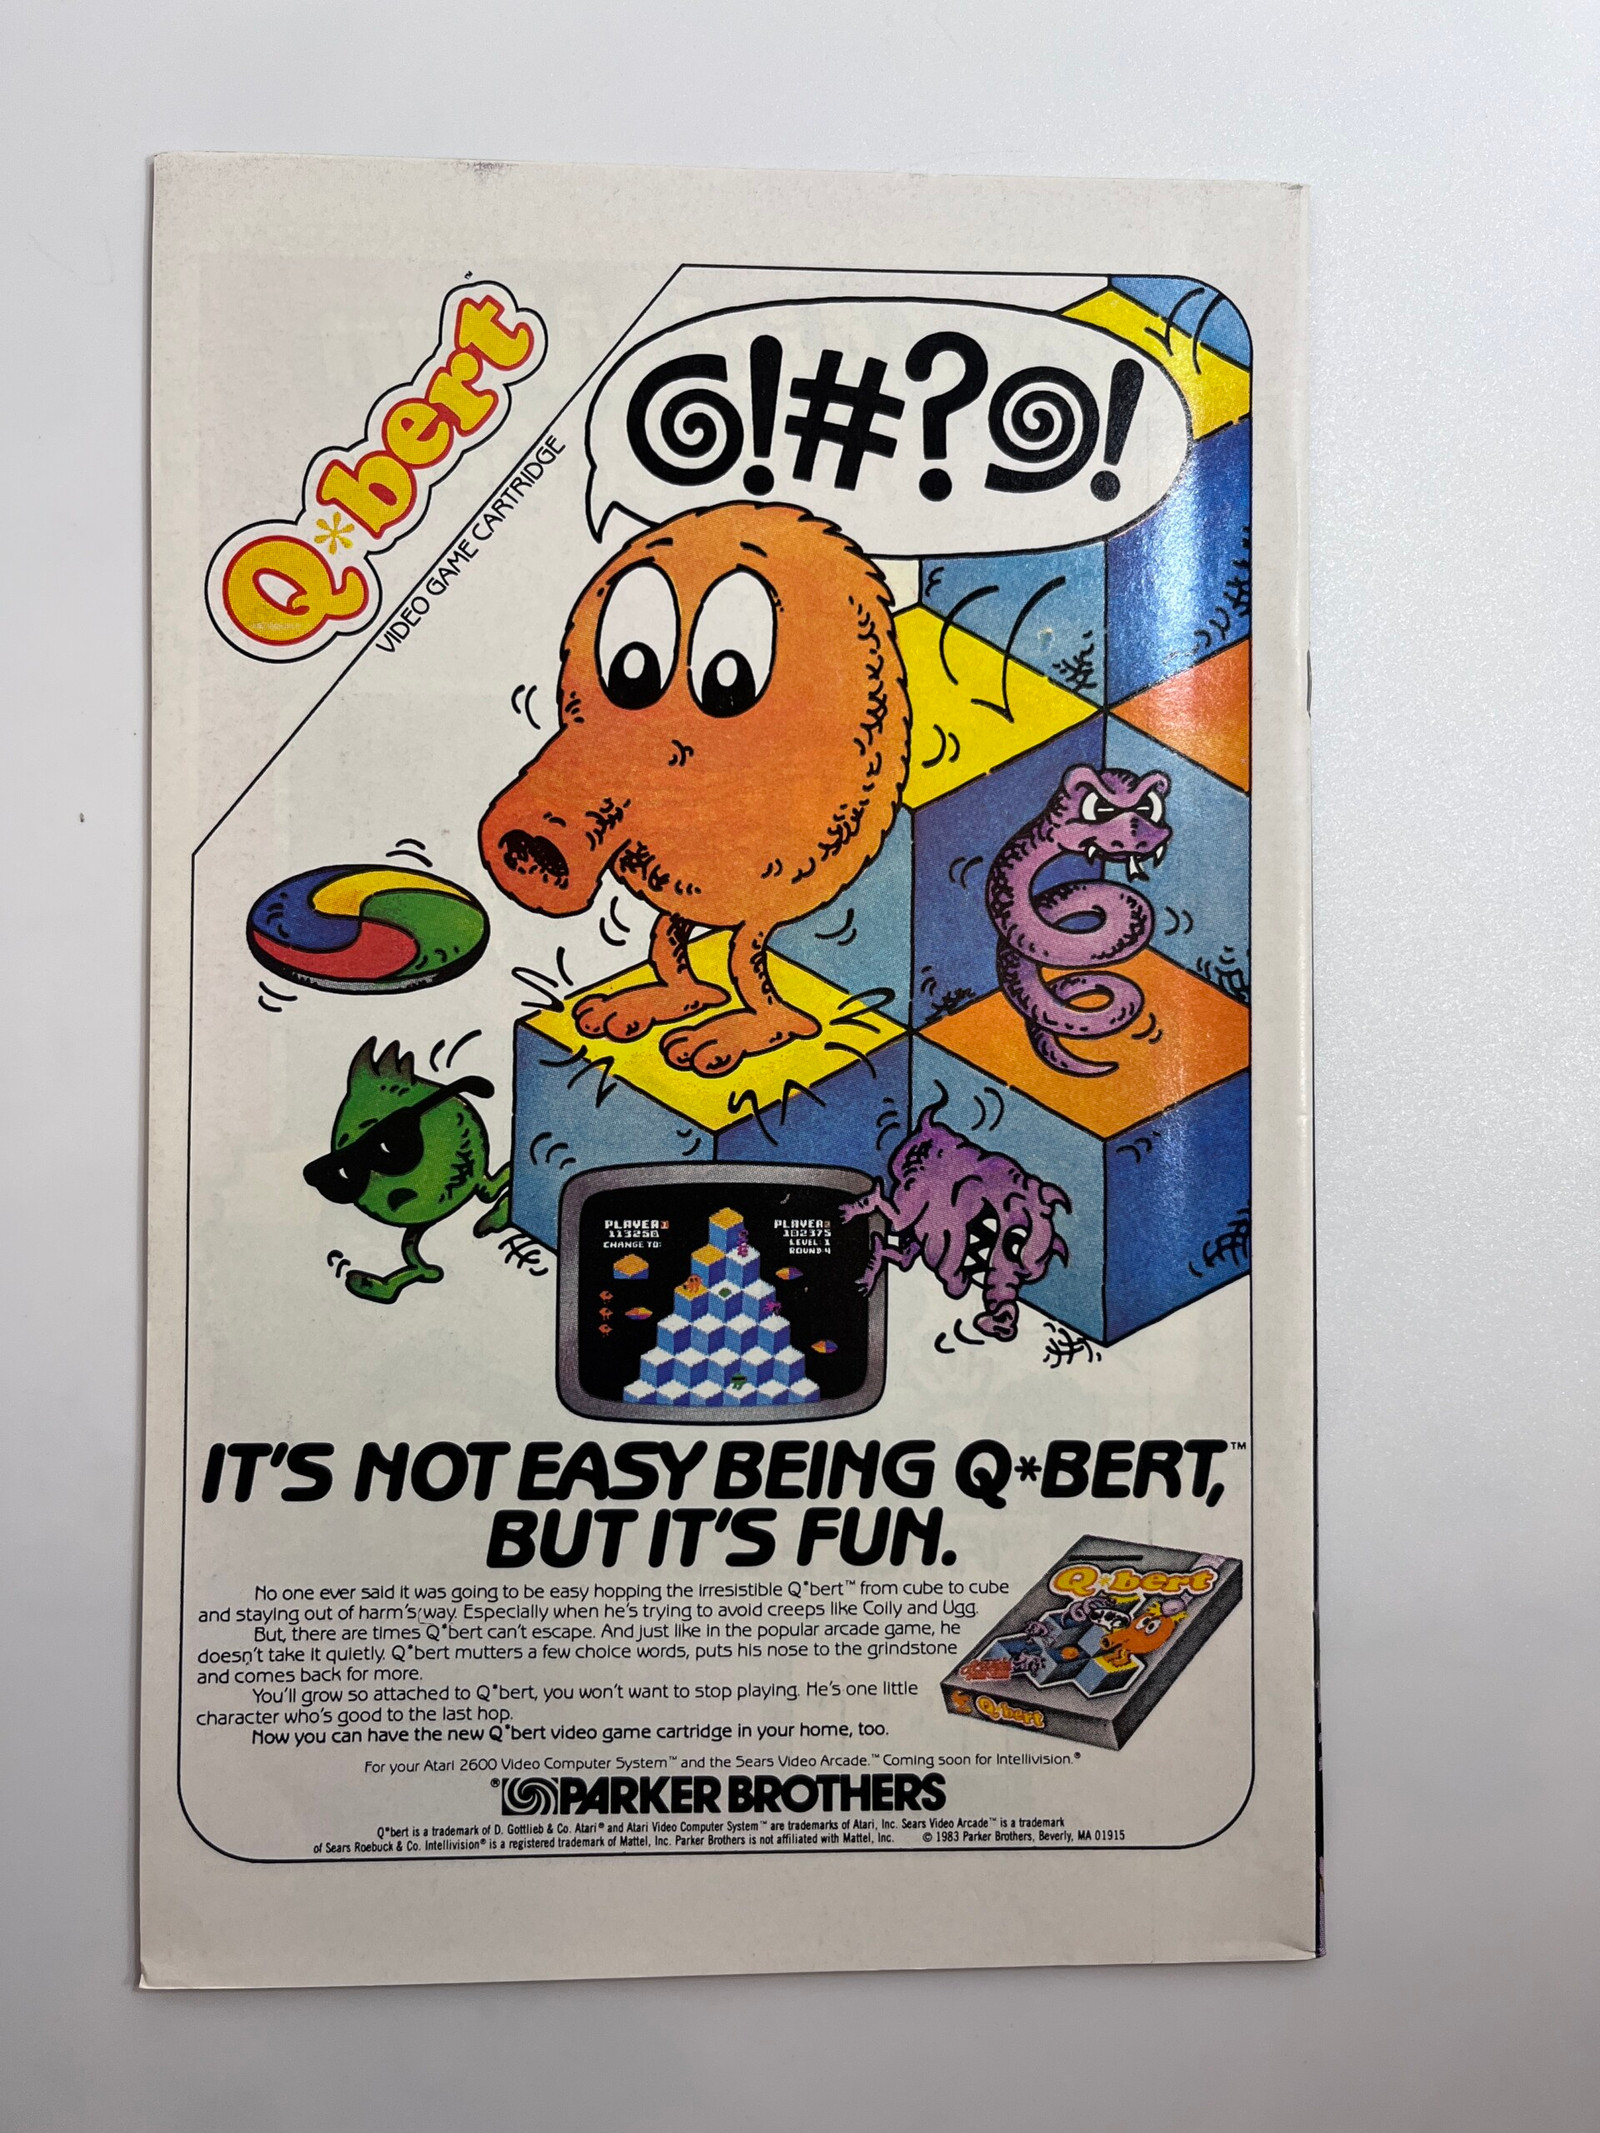 Q*bert™
VIDEO GAME CARTRIDGE
@!#?@!
PLAYER 1
PLAYER 2
CHANGE TO:
102375
LEVEL: 1
ROUND: 4
IT'S NOT EASY BEING Q*BERT,™
BUT IT'S FUN.
No one ever said it was going to be easy hopping the irresistible Q*bert™ from cube to cube
and staying out of harm's way. Especially when he's trying to avoid creeps like Coily and Ugg.
But, there are times Q*bert can't escape. And just like in the popular arcade game, he
doesn't take it quietly. Q*bert mutters a few choice words, puts his nose to the grindstone
and comes back for more.
You'll grow so attached to Q*bert, you won't want to stop playing. He's one little
character who's good to the last hop.
Now you can have the new Q*bert video game cartridge in your home, too.
Q*bert
Q*bert
For your Atari 2600 Video Computer System™ and the Sears Video Arcade.™ Coming soon for Intellivision.®
® PARKER BROTHERS
Q*bert is a trademark of D. Gottlieb & Co. Atari® and Atari Video Computer System™ are trademarks of Atari, Inc. Sears Video Arcade™ is a trademark
of Sears Roebuck & Co. Intellivision® is a registered trademark of Mattel, Inc. Parker Brothers is not affiliated with Mattel, Inc. © 1983 Parker Brothers, Beverly, MA 01915